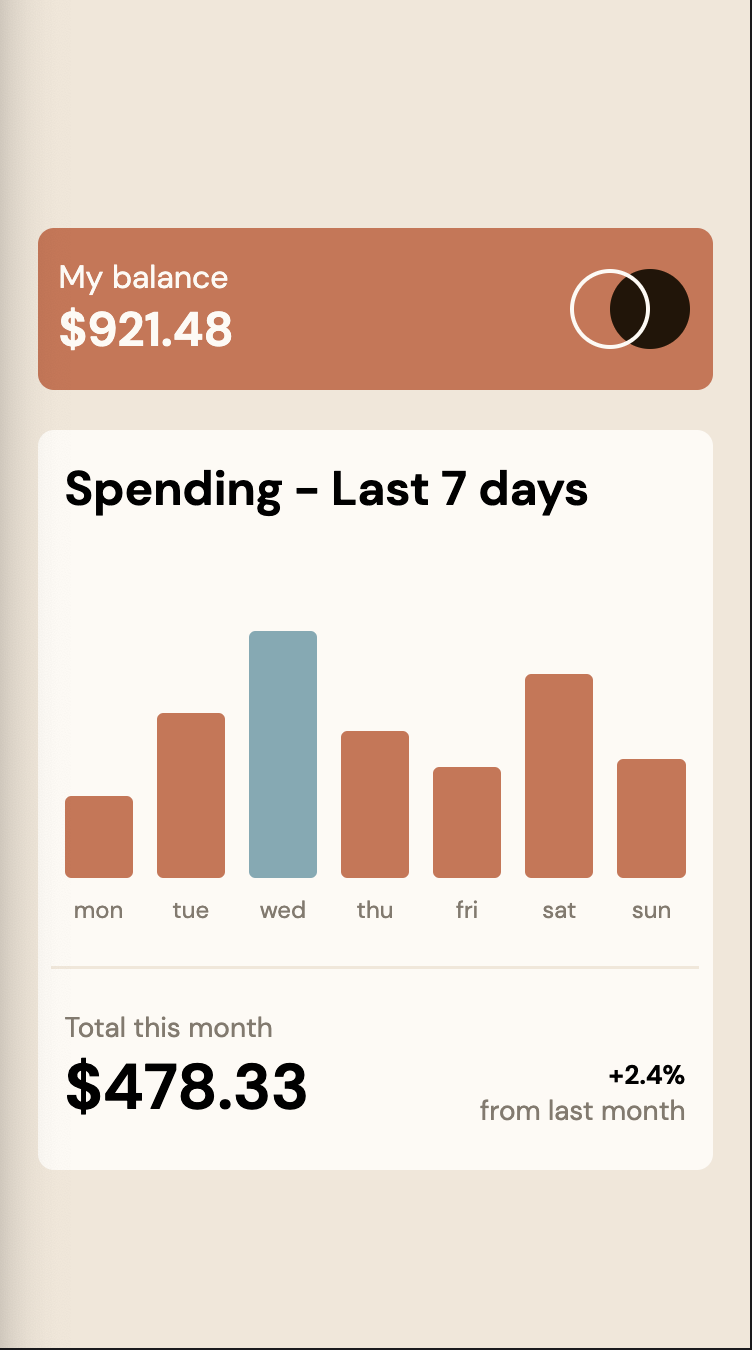 My balance
$921.48
Spending - Last 7 days
mon tue wed thu fri sat sun
Total this month
$478.33
+2.4%
from last month